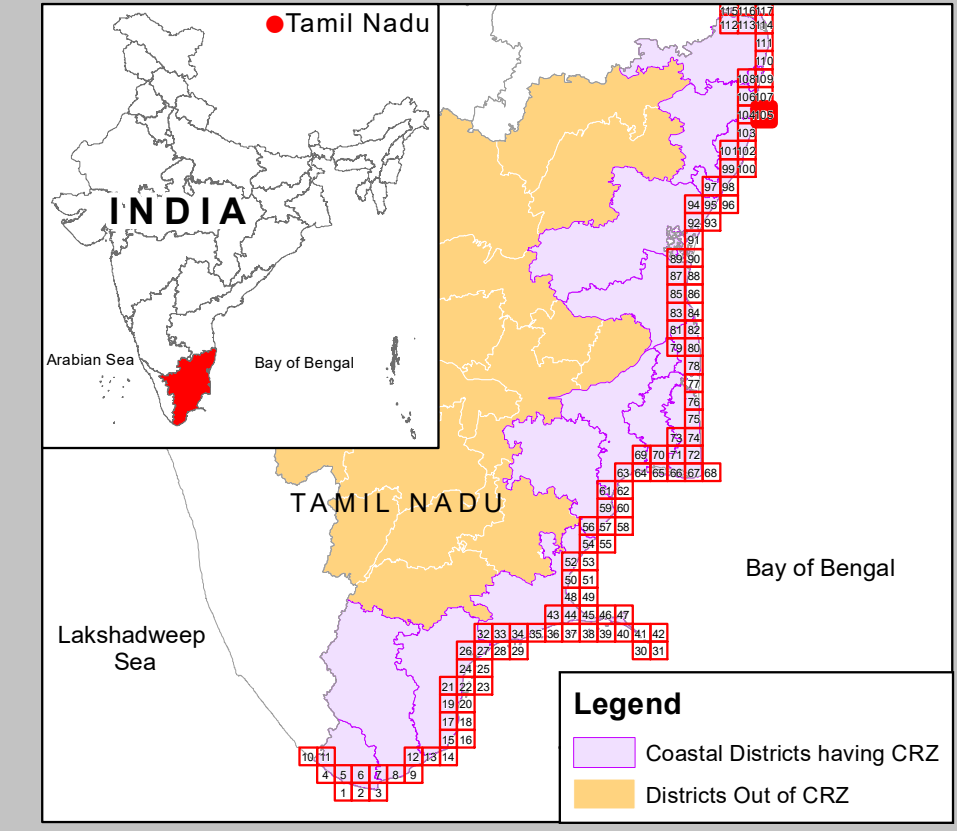 Tamil Nadu
INDIA
Arabian Sea
Bay of Bengal
115 116 117
112 113 114
111
110
108 109
106 107
104 105
103
101 102
99 100
97 98
94 95 96
92 93
91
89 90
87 88
85 86
83 84
81 82
79 80
78
77
76
75
73 74
69 70 71 72
63 64 65 66 67 68
61 62
59 60
TAMIL NADU
56 57 58
54 55
52 53
Bay of Bengal
50 51
48 49
43 44 45 46 47
Lakshadweep
Sea
32 33 34 35 36 37 38 39 40 41 42
26 27 28 29 30 31
24 25
21 22 23
19 20
17 18
15 16
10 11 12 13 14
4 5 6 7 8 9
1 2 3
Legend
Coastal Districts having CRZ
Districts Out of CRZ